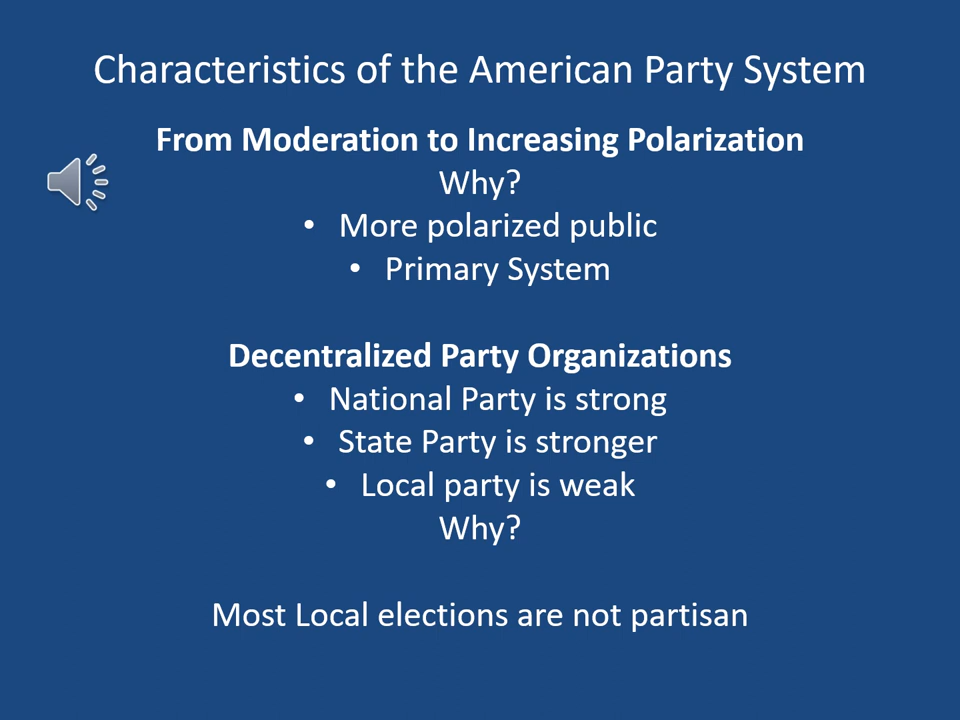 Characteristics of the American Party System
From Moderation to Increasing Polarization
Why?
• More polarized public
• Primary System
Decentralized Party Organizations
• National Party is strong
• State Party is stronger
• Local party is weak
Why?
Most Local elections are not partisan